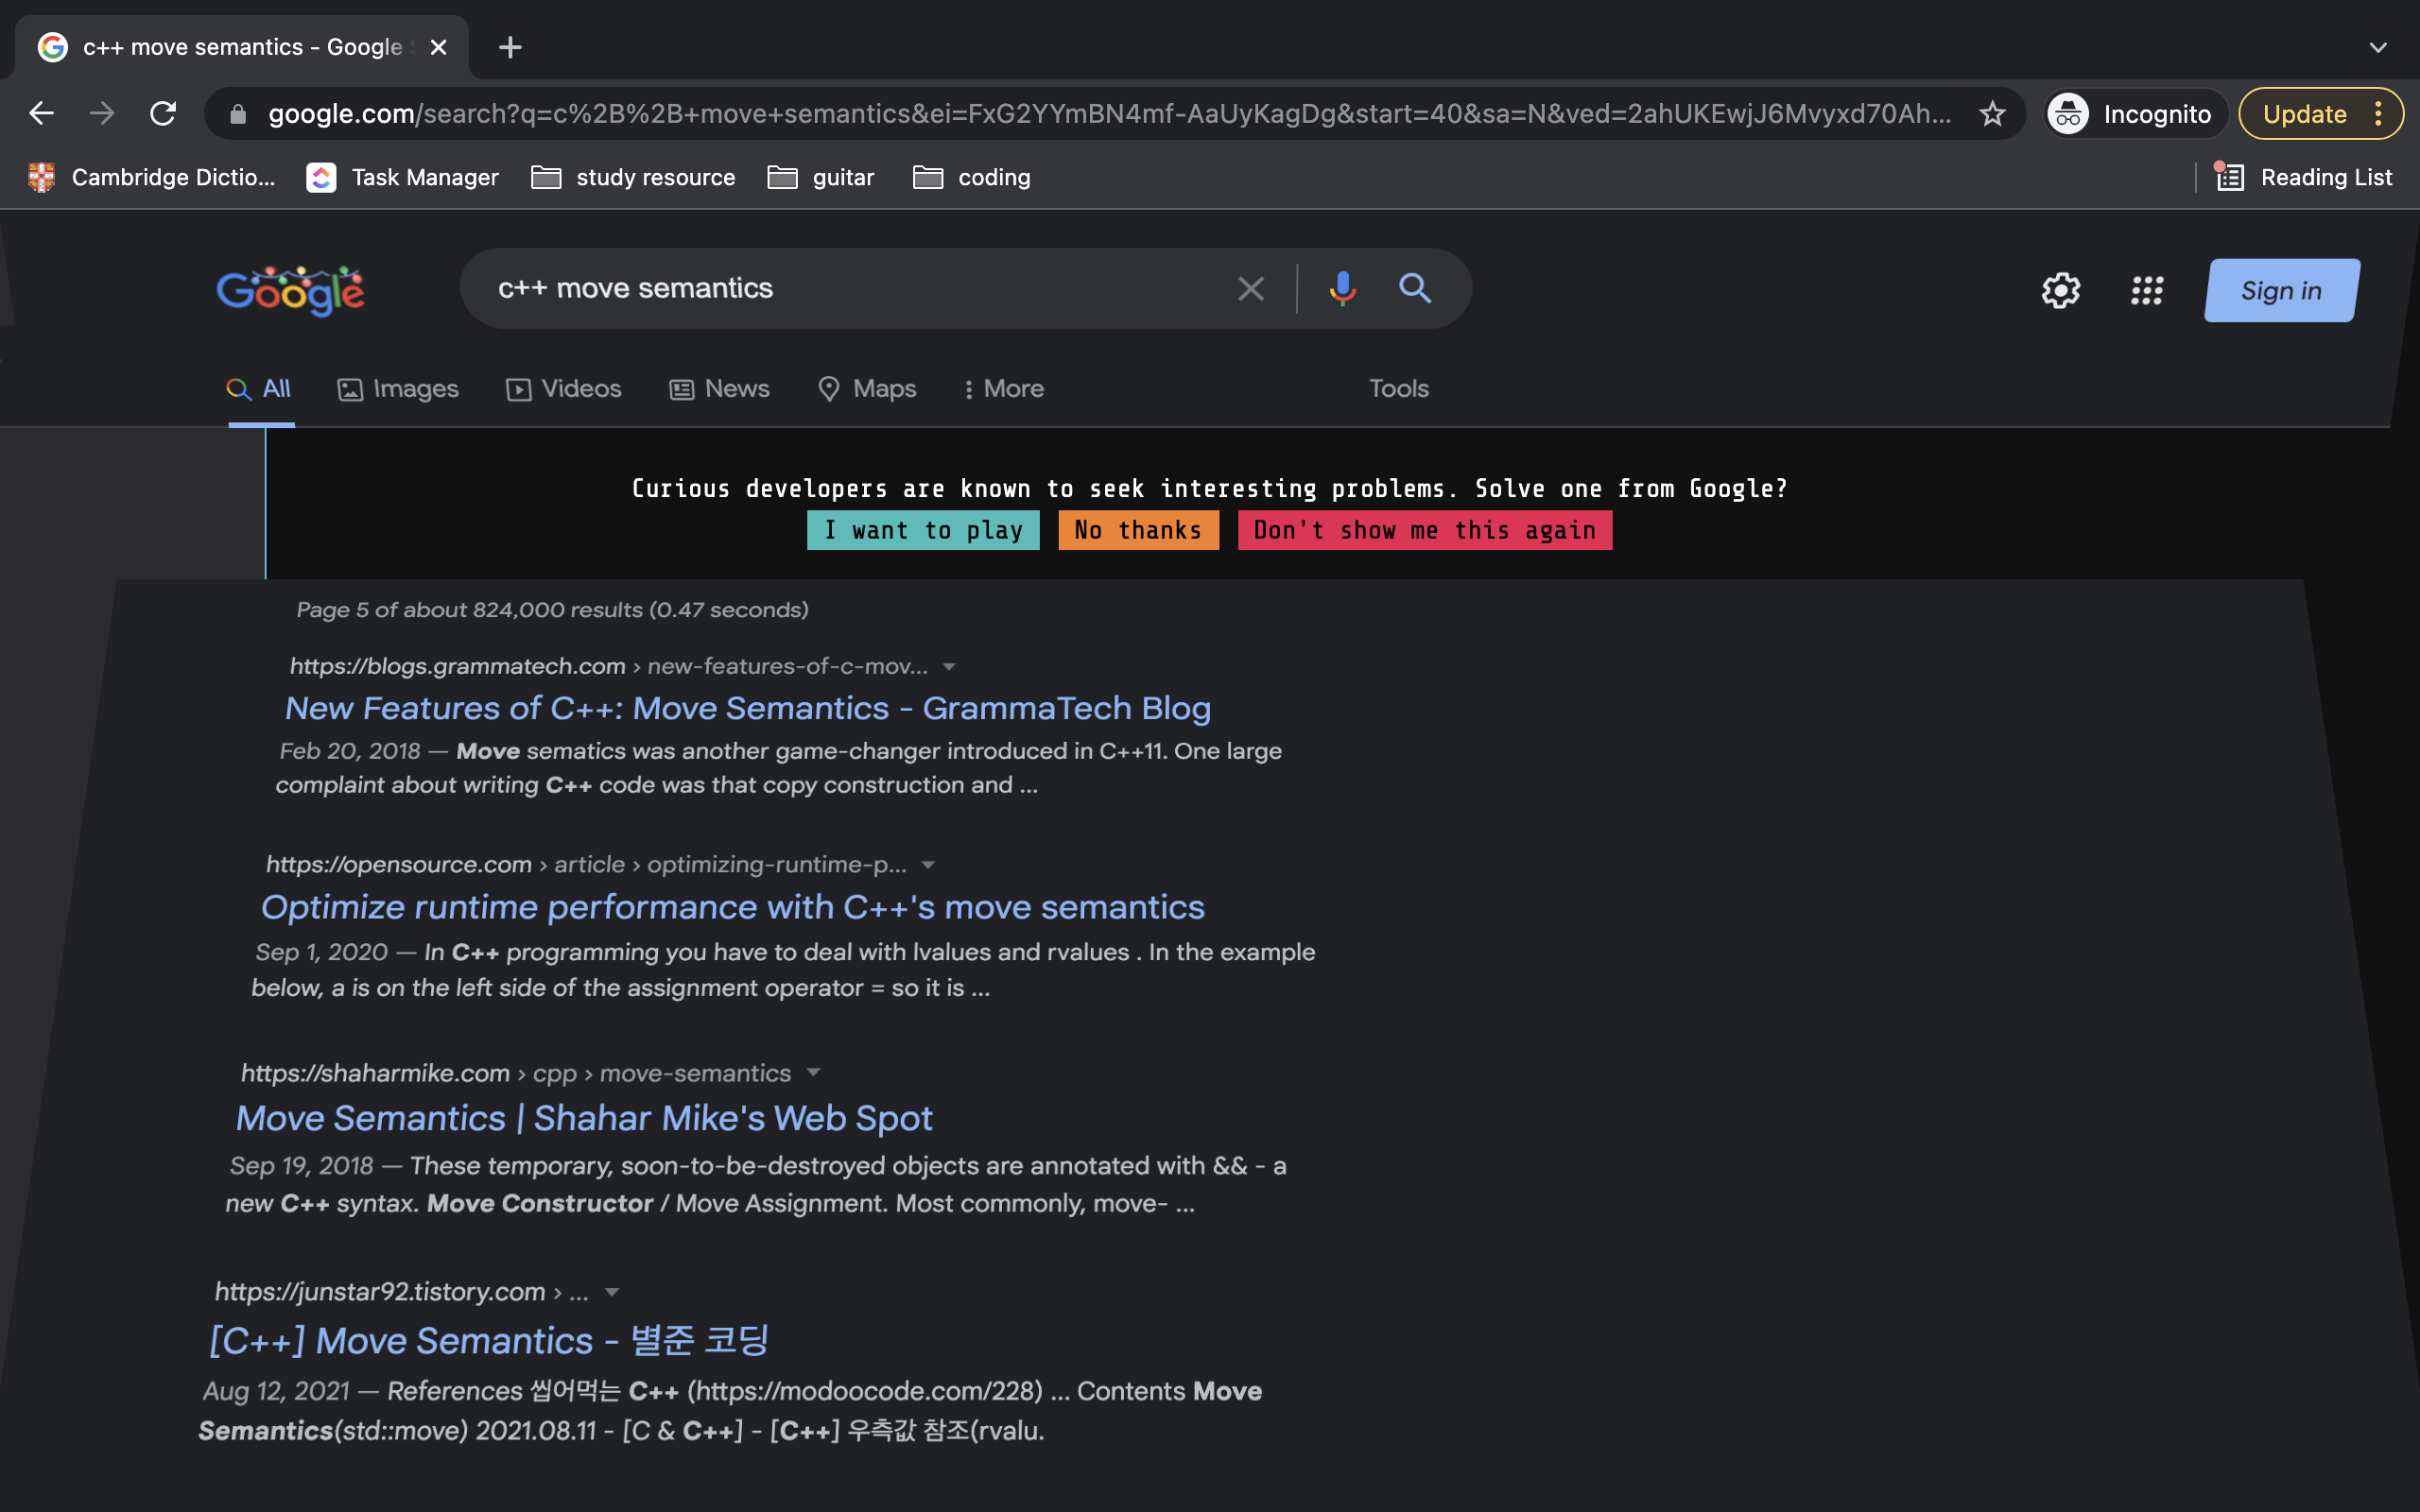 c++ move semantics - Google
google.com/search?q=c%2B%2B+move+semantics&ei=FxG2YYmBN4mf-AaUyKagDg&start=40&sa=N&ved=2ahUKEwjJ6Mvyxd70Ah...
Incognito
Update
Cambridge Dictio...
Task Manager
study resource
guitar
coding
Reading List
Google
c++ move semantics
Sign in
All
Images
Videos
News
Maps
More
Tools
Curious developers are known to seek interesting problems. Solve one from Google?
I want to play
No thanks
Don't show me this again
Page 5 of about 824,000 results (0.47 seconds)
https://blogs.grammatech.com › new-features-of-c-mov...
New Features of C++: Move Semantics - GrammaTech Blog
Feb 20, 2018 — Move sematics was another game-changer introduced in C++11. One large
complaint about writing C++ code was that copy construction and ...
https://opensource.com › article › optimizing-runtime-p...
Optimize runtime performance with C++'s move semantics
Sep 1, 2020 — In C++ programming you have to deal with lvalues and rvalues . In the example
below, a is on the left side of the assignment operator = so it is ...
https://shaharmike.com › cpp › move-semantics
Move Semantics | Shahar Mike's Web Spot
Sep 19, 2018 — These temporary, soon-to-be-destroyed objects are annotated with && - a
new C++ syntax. Move Constructor / Move Assignment. Most commonly, move- ...
https://junstar92.tistory.com › ...
[C++] Move Semantics - 별준 코딩
Aug 12, 2021 — References 씹어먹는 C++ (https://modoocode.com/228) ... Contents Move
Semantics(std::move) 2021.08.11 - [C & C++] - [C++] 우측값 참조(rvalu.